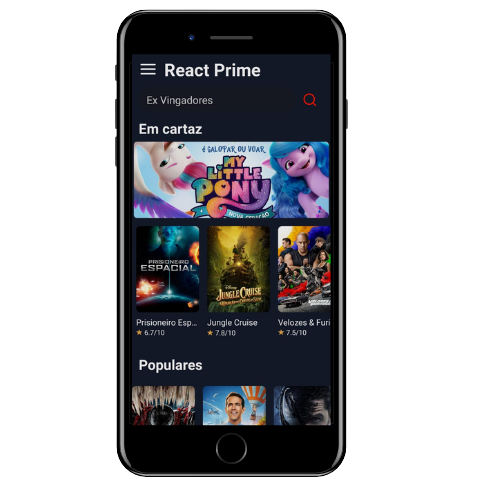 React Prime
Ex Vingadores
Em cartaz
É GALOPAR OU VOAR
MY
LITTLE
PONY
NOVA GERAÇÃO
PRISIONEIRO
ESPACIAL
Disney
JUNGLE CRUISE
Prisioneiro Esp...
Jungle Cruise
Velozes & Furi
★ 6.7/10
★ 7.8/10
★ 7.5/10
Populares